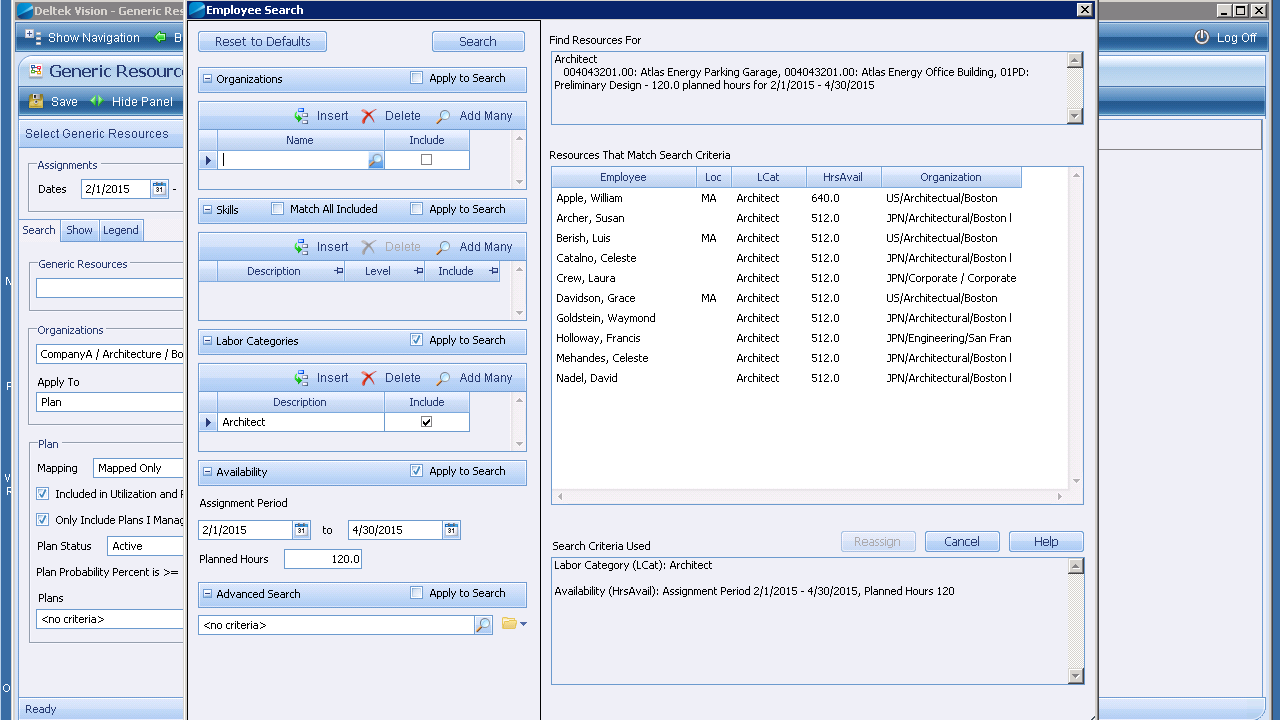 Deltek Vision - Generic Res
Employee Search
Show Navigation
Log Off
Generic Resourc
Save
Hide Panel
Select Generic Resources
Assignments
Dates
2/1/2015
31
-
Search
Show
Legend
Generic Resources
Organizations
CompanyA / Architecture / Bo
Apply To
Plan
Plan
Mapping
Mapped Only
Included in Utilization and
Only Include Plans I Manag
Plan Status
Active
Plan Probability Percent is >=
Plans
<no criteria>
Ready
Reset to Defaults
Search
Organizations
Apply to Search
Insert
Delete
Add Many
Name
Include
Skills
Match All Included
Apply to Search
Insert
Delete
Add Many
Description
Level
Include
Labor Categories
Apply to Search
Insert
Delete
Add Many
Description
Include
Architect
Availability
Apply to Search
Assignment Period
2/1/2015
31
to
4/30/2015
31
Planned Hours
120.0
Advanced Search
Apply to Search
<no criteria>
Find Resources For
Architect
004043201.00: Atlas Energy Parking Garage, 004043201.00: Atlas Energy Office Building, 01PD:
Preliminary Design - 120.0 planned hours for 2/1/2015 - 4/30/2015
Resources That Match Search Criteria
Employee Loc LCat HrsAvail Organization
Apple, William MA Architect 640.0 US/Architectual/Boston
Archer, Susan Architect 512.0 JPN/Architectural/Boston
Berish, Luis MA Architect 512.0 US/Architectual/Boston
Catalno, Celeste Architect 512.0 JPN/Architectural/Boston
Crew, Laura Architect 512.0 JPN/Corporate / Corporate
Davidson, Grace MA Architect 512.0 US/Architectual/Boston
Goldstein, Waymond Architect 512.0 JPN/Architectural/Boston
Holloway, Francis Architect 512.0 JPN/Engineering/San Fran
Mehandes, Celeste Architect 512.0 JPN/Architectural/Boston
Nadel, David Architect 512.0 JPN/Architectural/Boston
Reassign
Cancel
Help
Search Criteria Used
Labor Category (LCat): Architect
Availability (HrsAvail): Assignment Period 2/1/2015 - 4/30/2015, Planned Hours 120